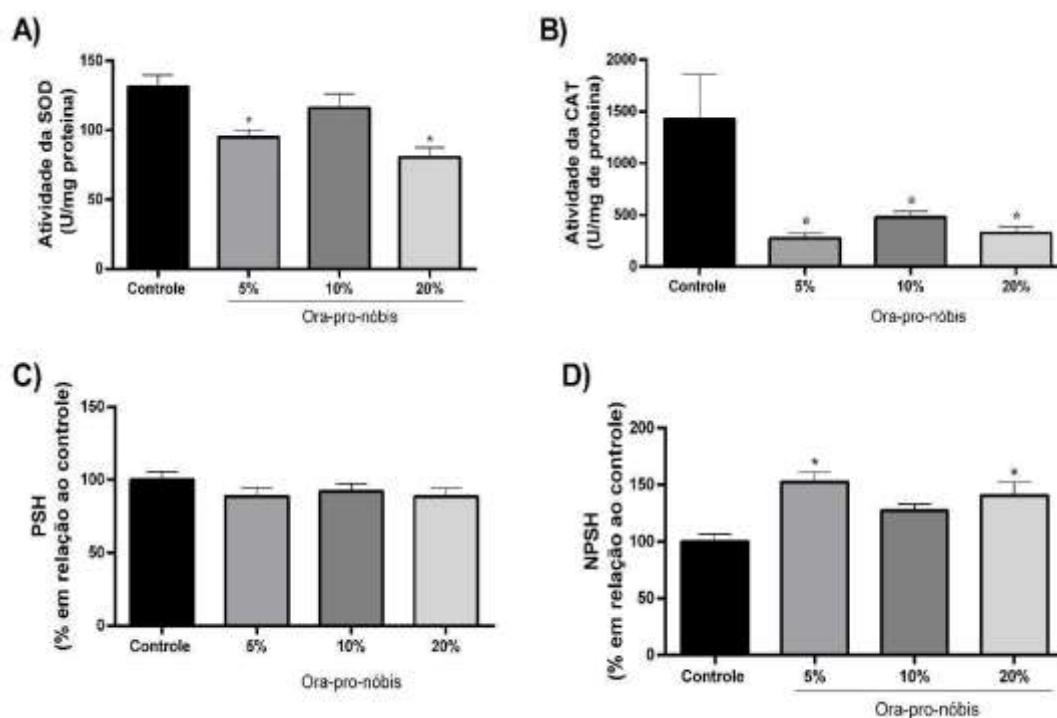 A)
Atividade da SOD
(U/mg proteina)
150
100
50
0
Controle 5% 10% 20%
Ora-pro-nóbis
* *
B)
Atividade da CAT
(U/mg de proteina)
2000
1500
1000
500
0
Controle 5% 10% 20%
Ora-pro-nóbis
* * *
C)
PSH
(% em relação ao controle)
150
100
50
0
Controle 5% 10% 20%
Ora-pro-nóbis
D)
NPSH
(% em relação ao controle)
200
150
100
50
0
Controle 5% 10% 20%
Ora-pro-nóbis
* *